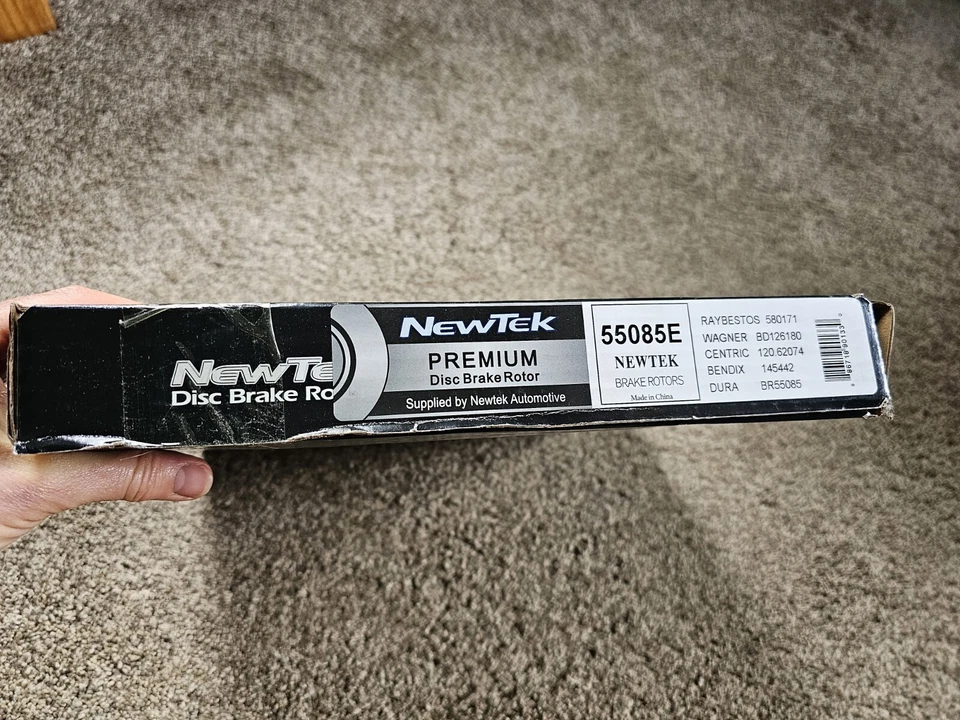 NewTe
Disc Brake Ro
NewTek
PREMIUM
Disc Brake Rotor
Supplied by Newtek Automotive
55085E
NEWTEK
BRAKE ROTORS
Made in China
RAYBESTOS 580171
WAGNER BD126180
CENTRIC 120.62074
BENDIX 145442
DURA BR55085